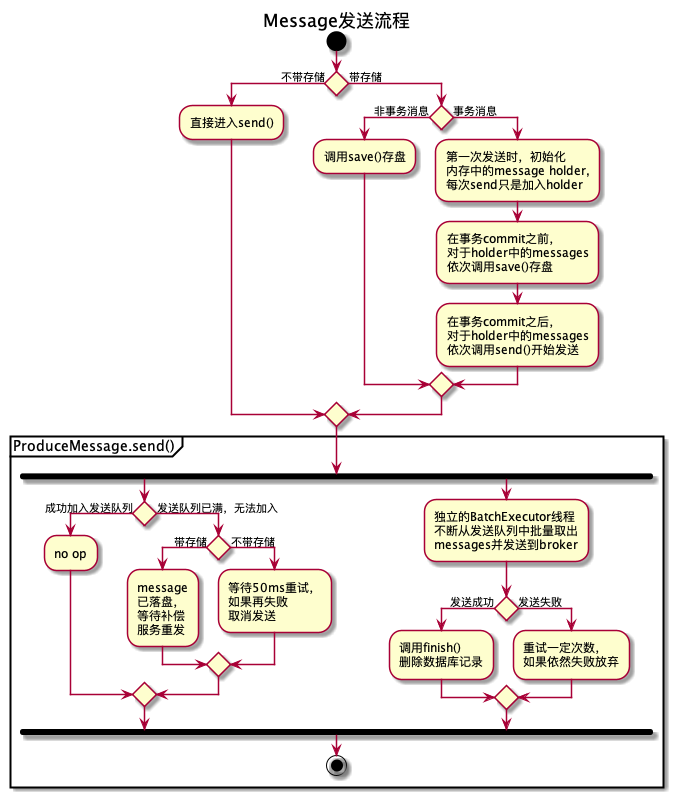 Message发送流程
不带存储
带存储
直接进入send()
非事务消息
事务消息
调用save()存盘
第一次发送时，初始化
内存中的message holder，
每次send只是加入holder
在事务commit之前，
对于holder中的messages
依次调用save()存盘
在事务commit之后，
对于holder中的messages
依次调用send()开始发送
ProduceMessage.send()
成功加入发送队列
发送队列已满，无法加入
no op
带存储
不带存储
message
已落盘，
等待补偿
服务重发
等待50ms重试，
如果再失败
取消发送
独立的BatchExecutor线程
不断从发送队列中批量取出
messages并发送到broker
发送成功
发送失败
调用finish()
删除数据库记录
重试一定次数，
如果依然失败放弃